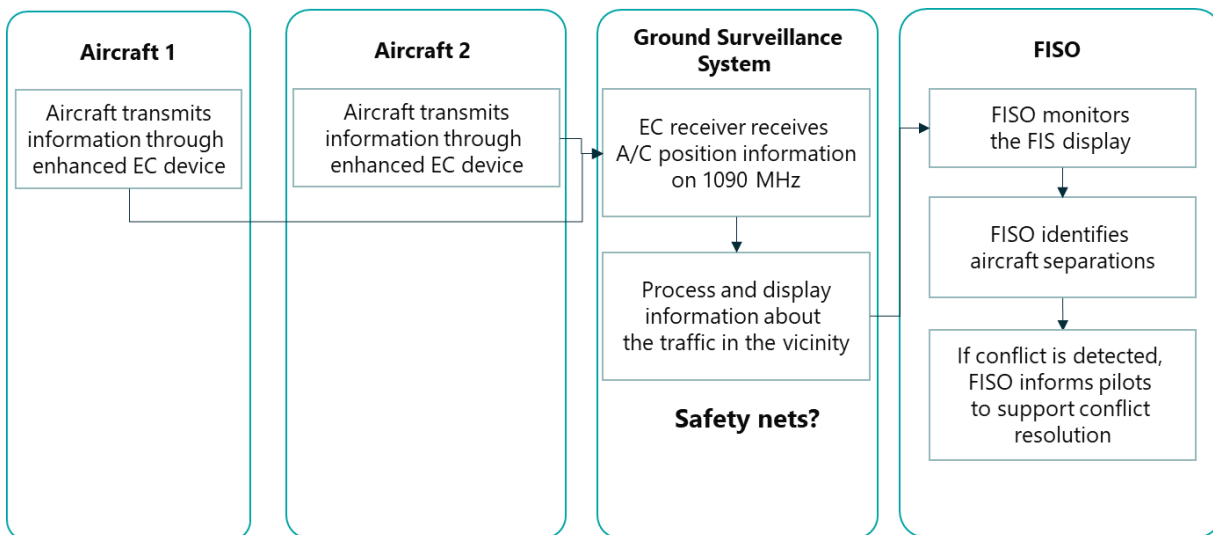 Aircraft 1
Aircraft transmits
information through
enhanced EC device
Aircraft 2
Aircraft transmits
information through
enhanced EC device
Ground Surveillance
System
EC receiver receives
A/C position information
on 1090 MHz
Process and display
information about
the traffic in the vicinity
Safety nets?
FISO
FISO monitors
the FIS display
FISO identifies
aircraft separations
If conflict is detected,
FISO informs pilots
to support conflict
resolution